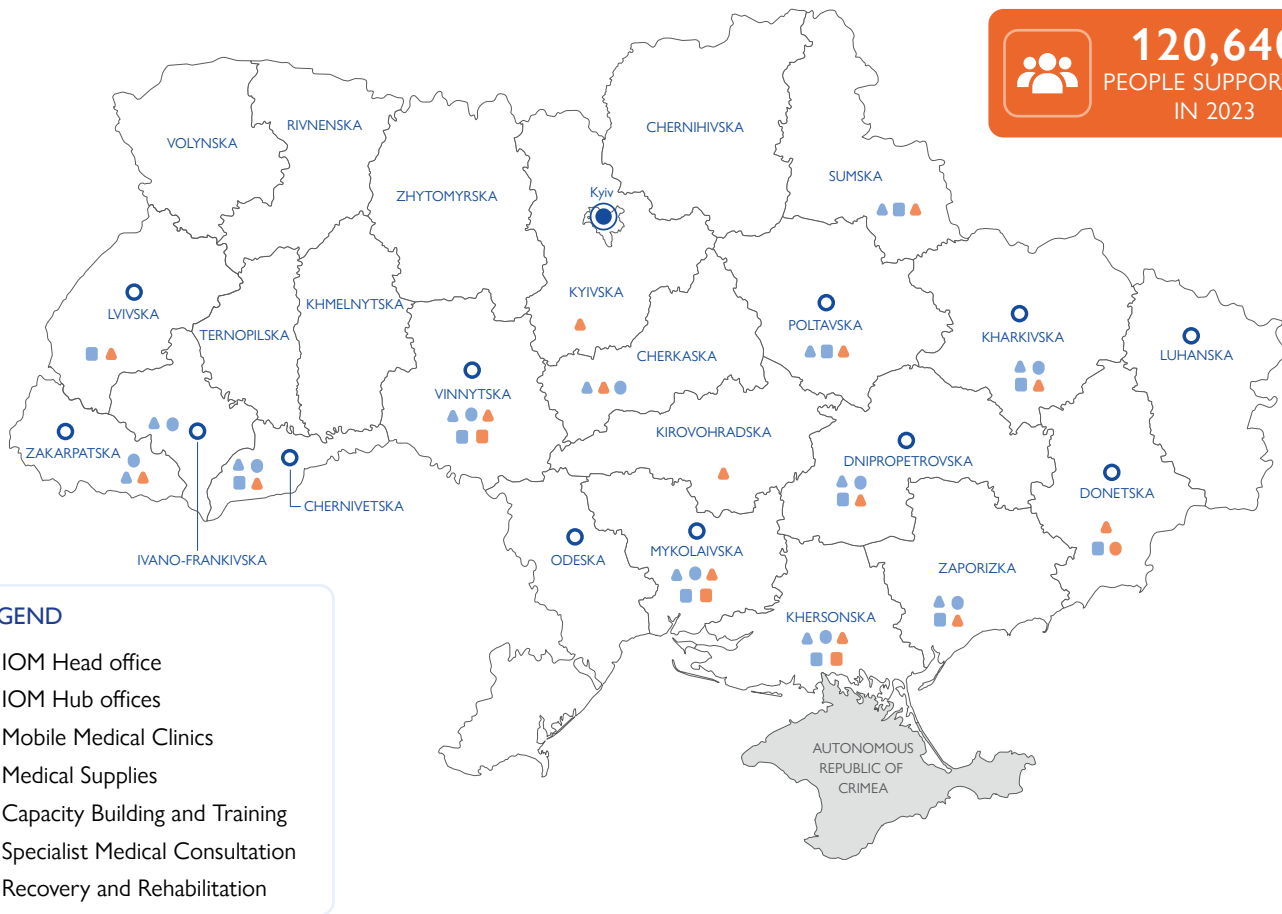 120,640
PEOPLE SUPPOR
IN 2023
VOLYNSKA
RIVNENSKA
CHERNIHIVSKA
ZHYTOMYRSKA
SUMSKA
Kyiv
LVIVSKA
KHMELNYTSKA
KYIVSKA
TERNOPILSKA
POLTAVSKA
KHARKIVSKA
LUHANSKA
CHERKASKA
VINNYTSKA
ZAKARPATSKA
KIROVOHRADSKA
DNIPROPETROVSKA
DONETSKA
CHERNIVETSKA
IVANO-FRANKIVSKA
ODESKA
MYKOLAIVSKA
ZAPORIZKA
KHERSONSKA
AUTONOMOUS
REPUBLIC OF
CRIMEA
GEND
IOM Head office
IOM Hub offices
Mobile Medical Clinics
Medical Supplies
Capacity Building and Training
Specialist Medical Consultation
Recovery and Rehabilitation